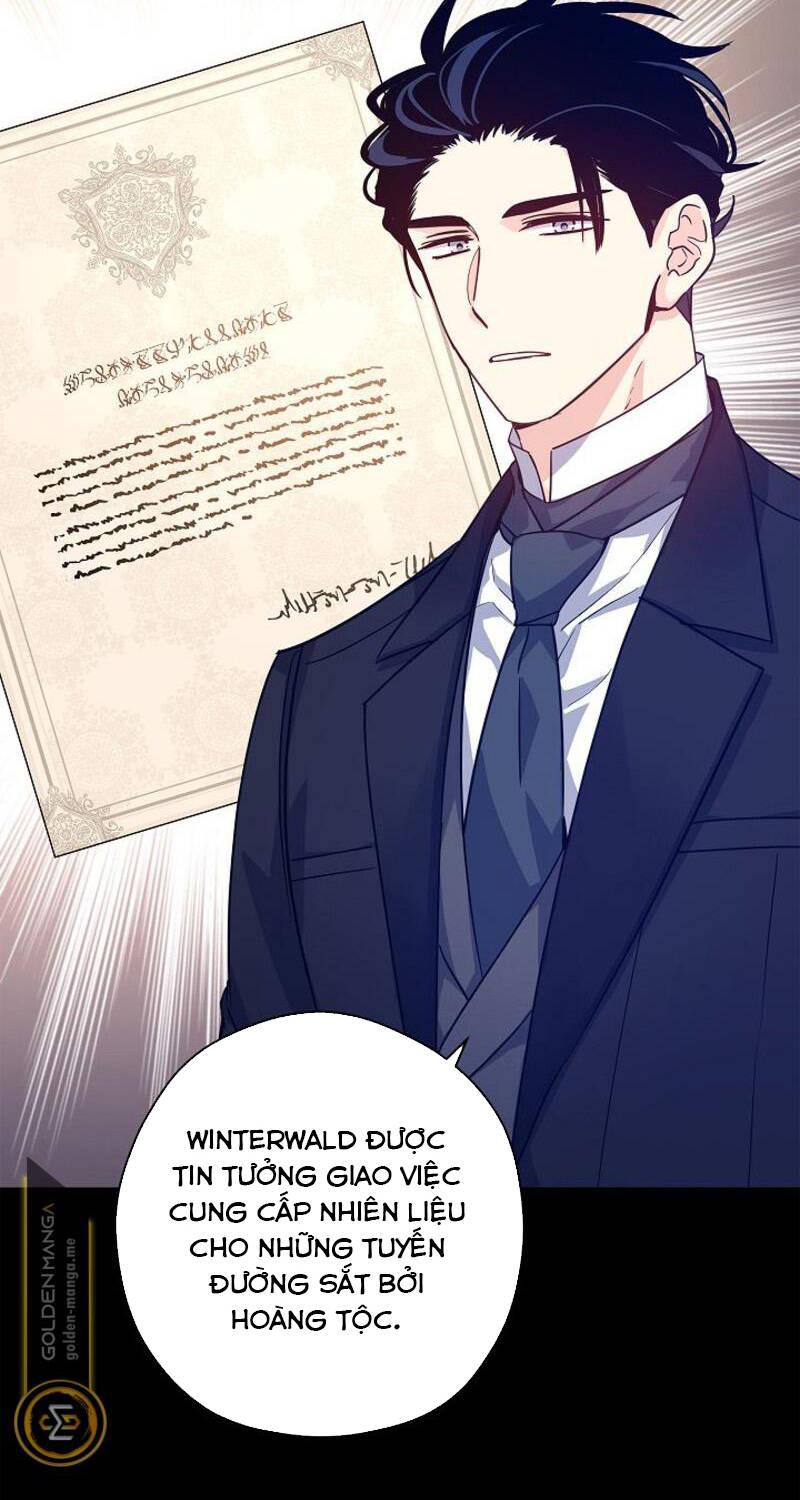 WINTERWALD ĐƯỢC
TIN TƯỞNG GIAO VIỆC
CUNG CẤP NHIÊN LIỆU
CHO NHỮNG TUYẾN
ĐƯỜNG SẮT BỞI
HOÀNG TỘC.
GOLDEN MANGA
golden-manga.me